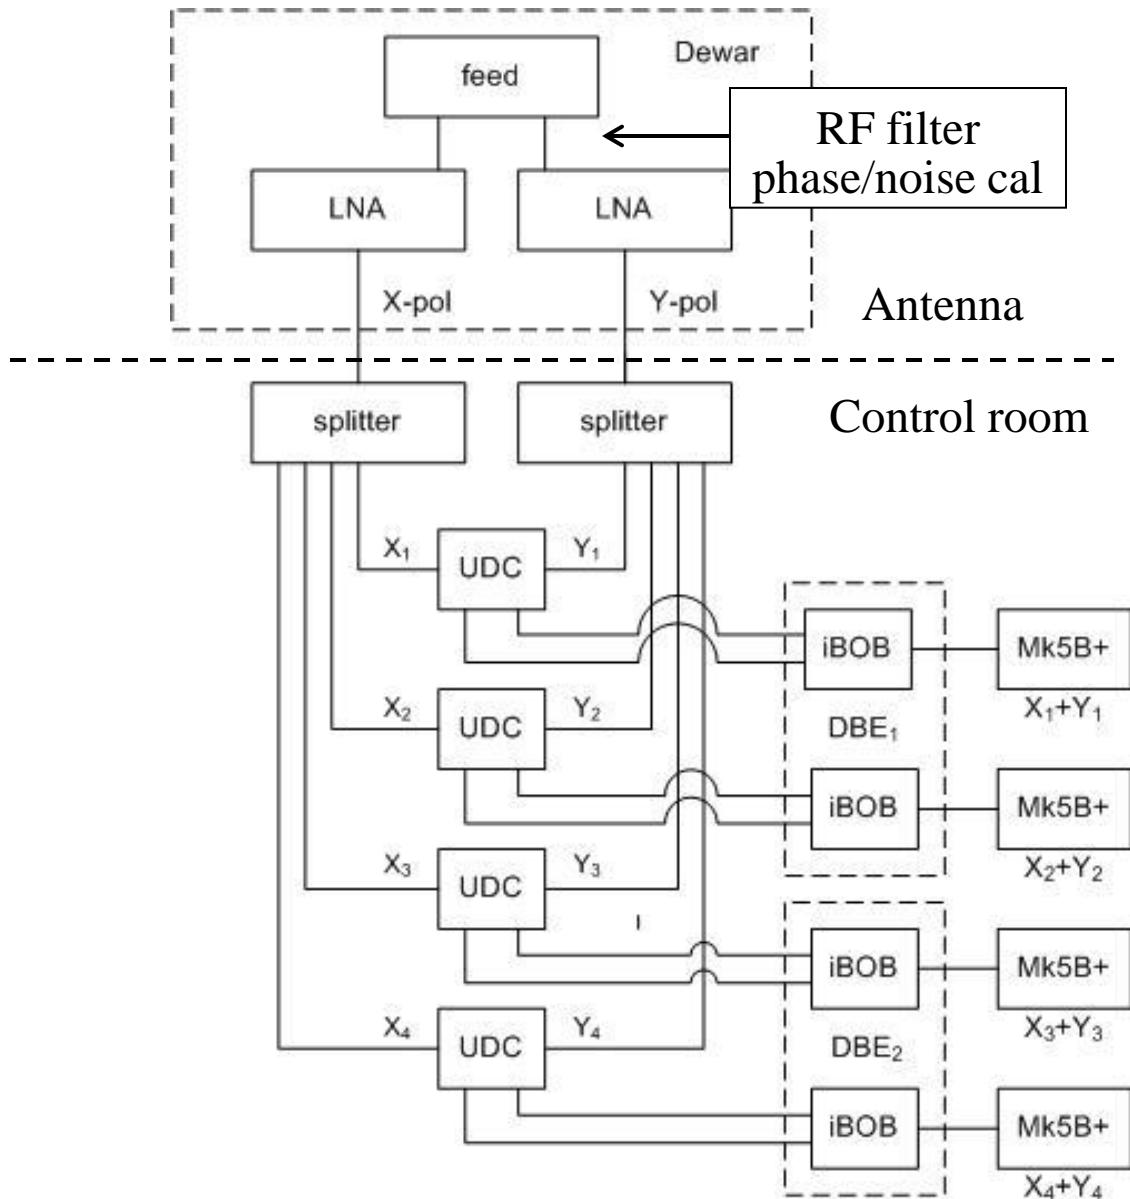 Dewar
feed
RF filter
phase/noise cal
LNA
LNA
X-pol
Y-pol
Antenna
splitter
splitter
Control room
X₁
UDC
Y₁
iBOB
Mk5B+
X₁+Y₁
X₂
UDC
Y₂
DBE₁
iBOB
Mk5B+
X₂+Y₂
X₃
UDC
Y₃
iBOB
Mk5B+
X₃+Y₃
X₄
UDC
Y₄
DBE₂
iBOB
Mk5B+
X₄+Y₄